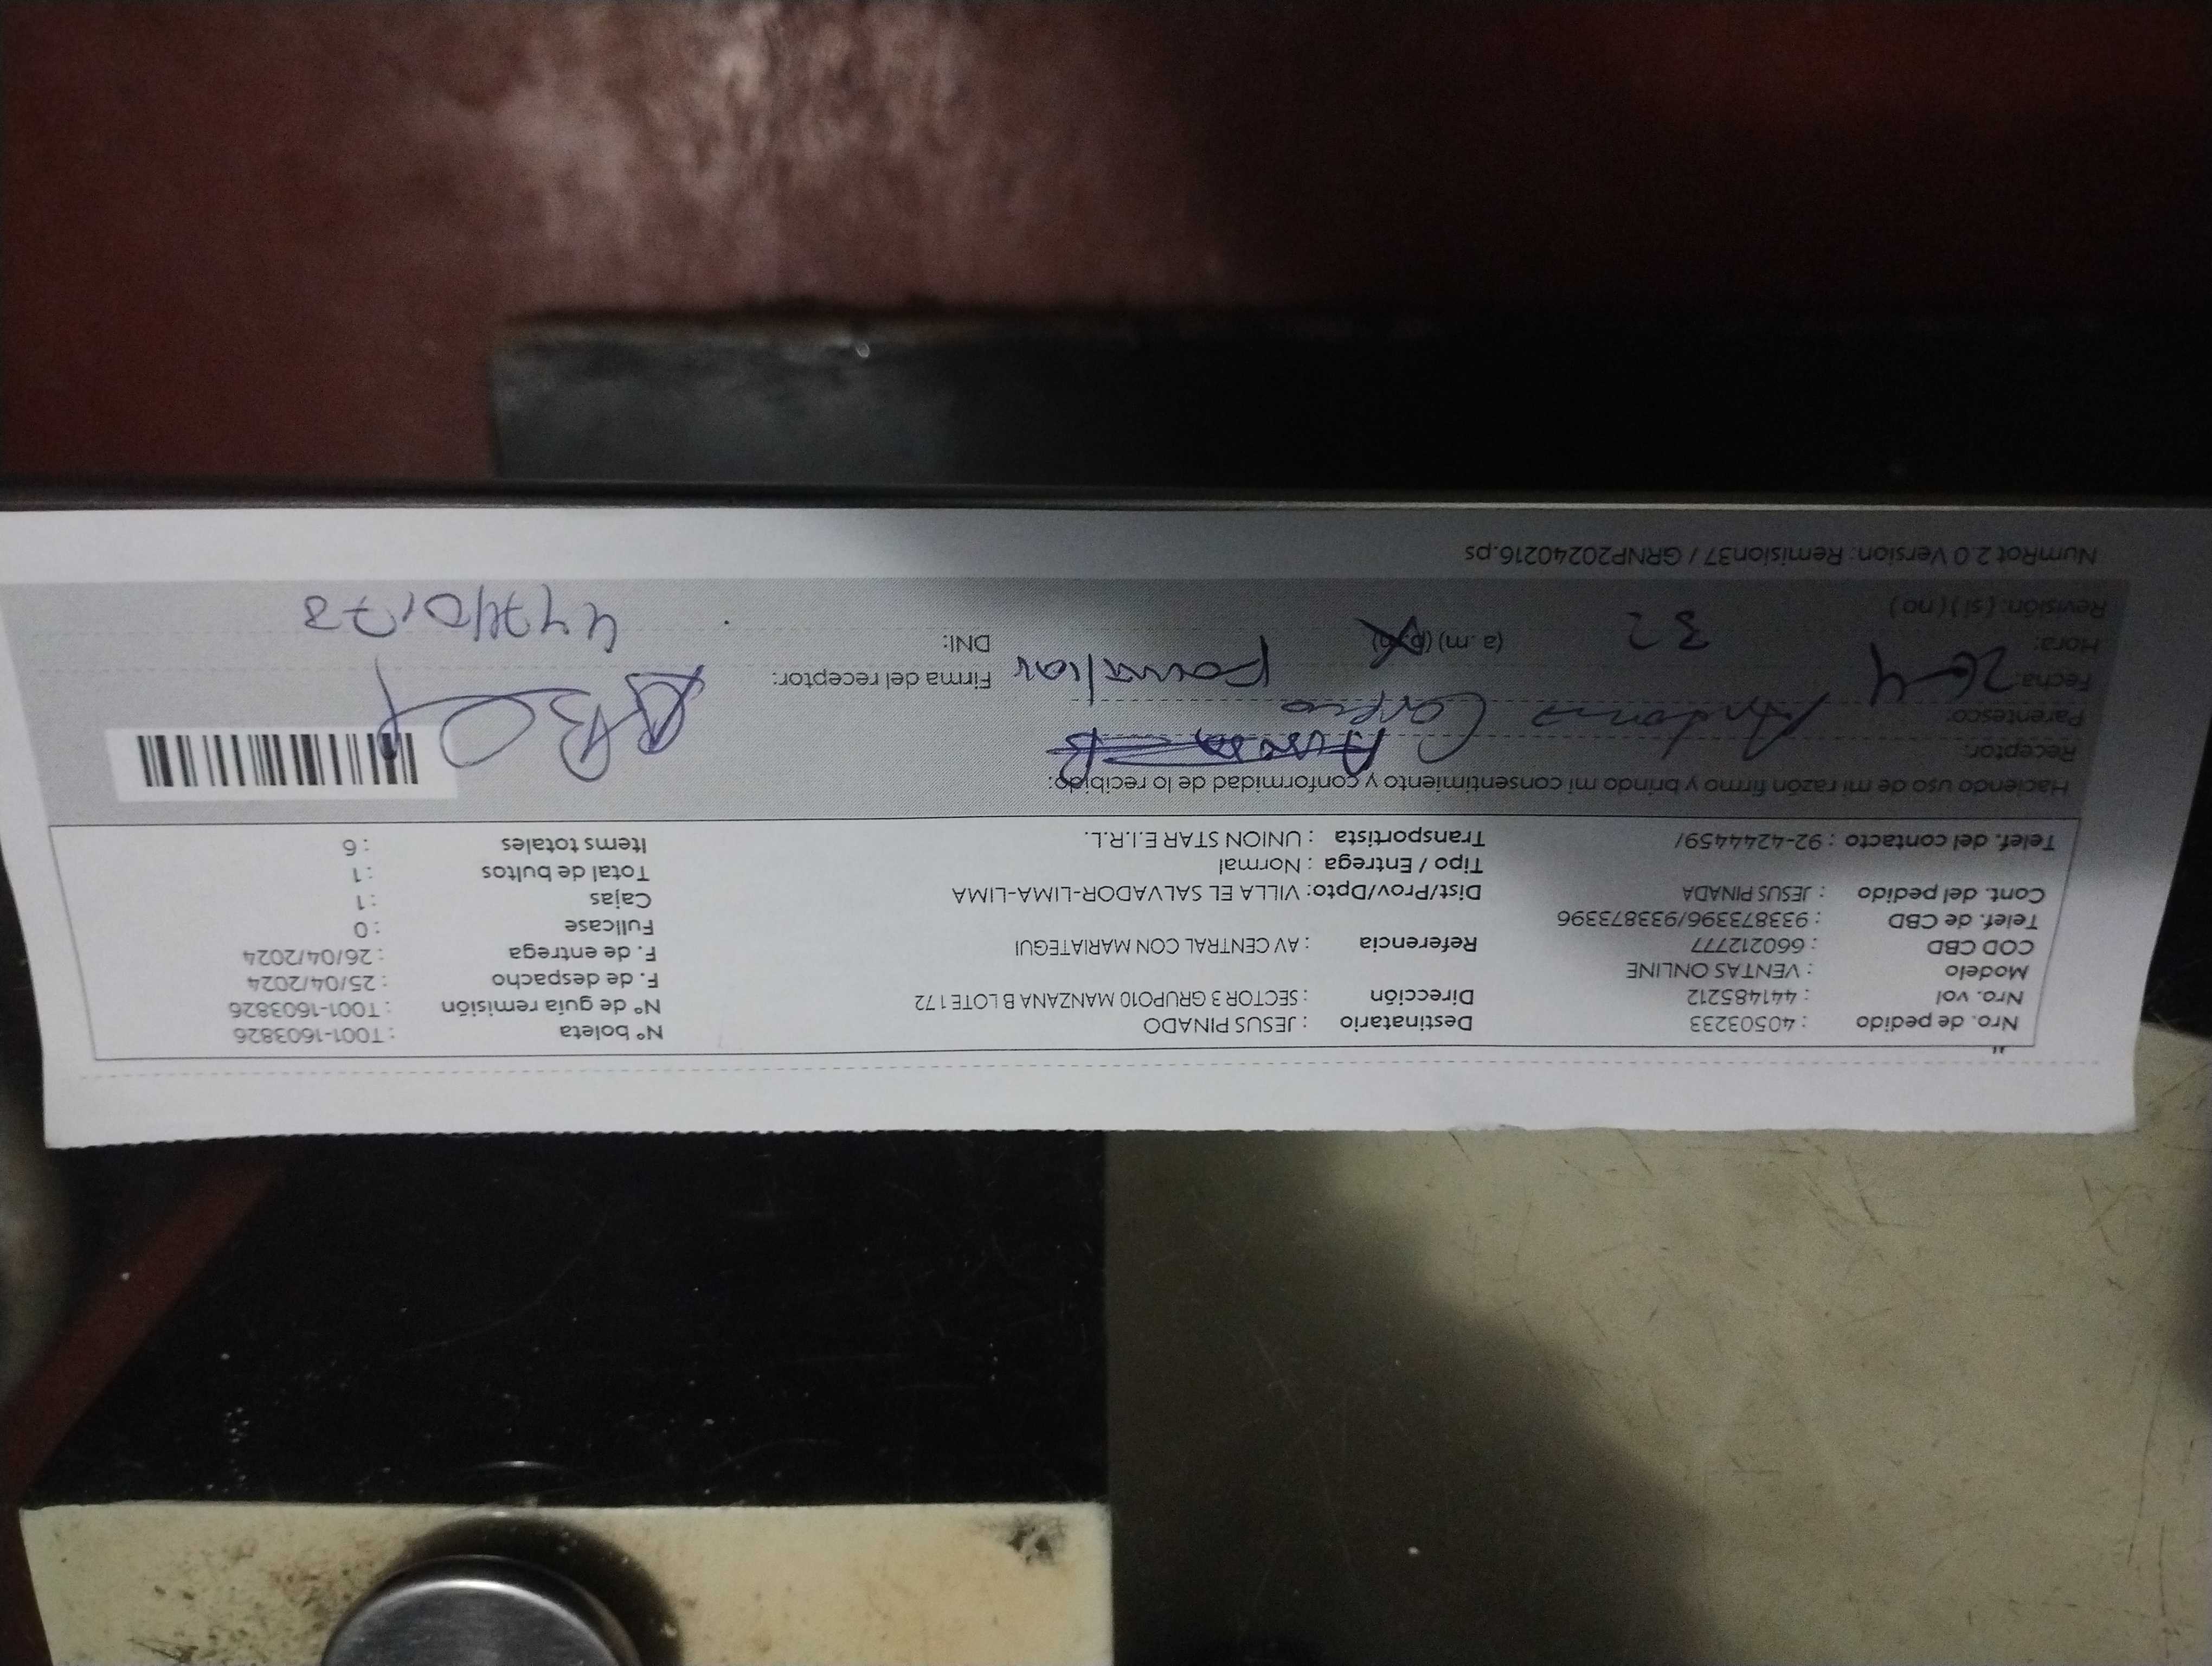 Nro. de pedido : 40503233
Nro. vol : 441485212
Modelo : VENTAS ONLINE
COD CBD : 660212777
Telef. de CBD : 933873396/933873396
Cont. del pedido : JESUS PINADA
Telef. del contacto : 92-4244459/
Destinatario : JESUS PINADO
Dirección : SECTOR 3 GRUPO10 MANZANA B LOTE 172
Referencia : AV CENTRAL CON MARIATEGUI
Dist/Prov/Dpto: VILLA EL SALVADOR-LIMA-LIMA
Tipo / Entrega : Normal
Transportista : UNION STAR E.I.R.L.
N° boleta : T001-1603826
N° de guía remisión : T001-1603826
F. de despacho : 25/04/2024
F. de entrega : 26/04/2024
Fullcase : 0
Cajas : 1
Total de bultos : 1
Items totales : 6
Haciendo uso de mi razón firmo y brindo mi consentimiento y conformidad de lo recibido:
Receptor: Carpio
Parentesco: Familiar
Fecha: 26-4
Hora: 32 (a.m) (p.m)
Revisión: ( si ) ( no )
Firma del receptor:
DNI:
NumRot 2.0 Version: Remision37 / GRNP20240216.ps